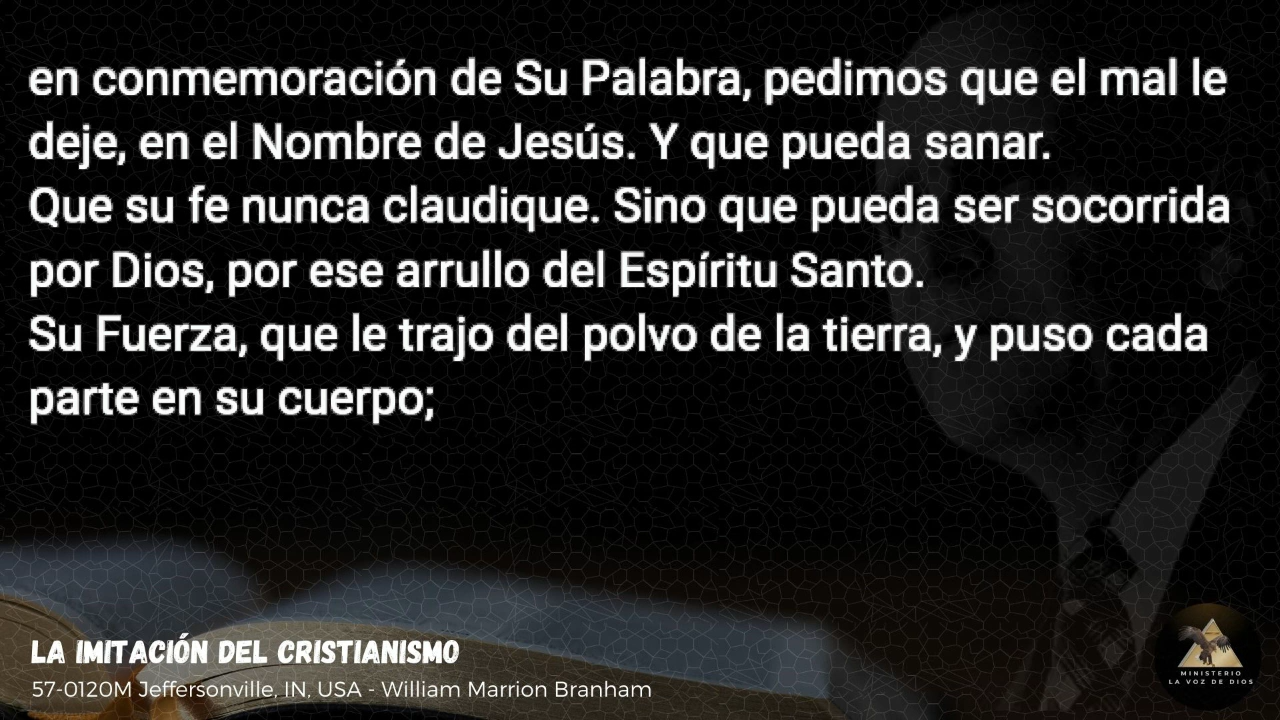 en conmemoración de Su Palabra, pedimos que el mal le
deje, en el Nombre de Jesús. Y que pueda sanar.
Que su fe nunca claudique. Sino que pueda ser socorrida
por Dios, por ese arrullo del Espíritu Santo.
Su Fuerza, que le trajo del polvo de la tierra, y puso cada
parte en su cuerpo;
LA IMITACIÓN DEL CRISTIANISMO
57-0120M Jeffersonville, IN, USA - William Marrion Branham
MINISTERIO
LA VOZ DE DIOS